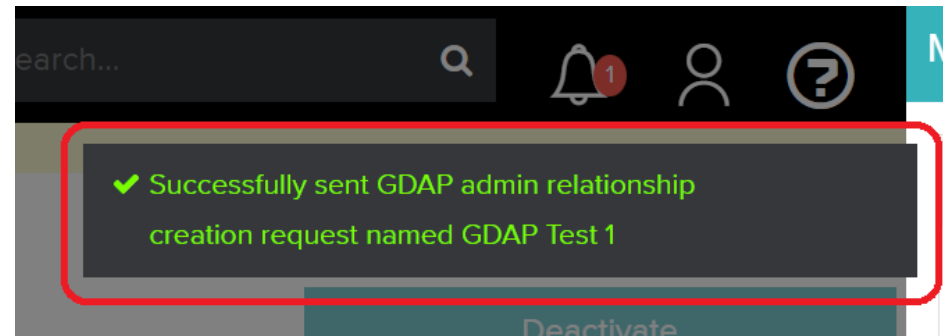 earch...
1
M
Successfully sent GDAP admin relationship
creation request named GDAP Test 1
Deactivate